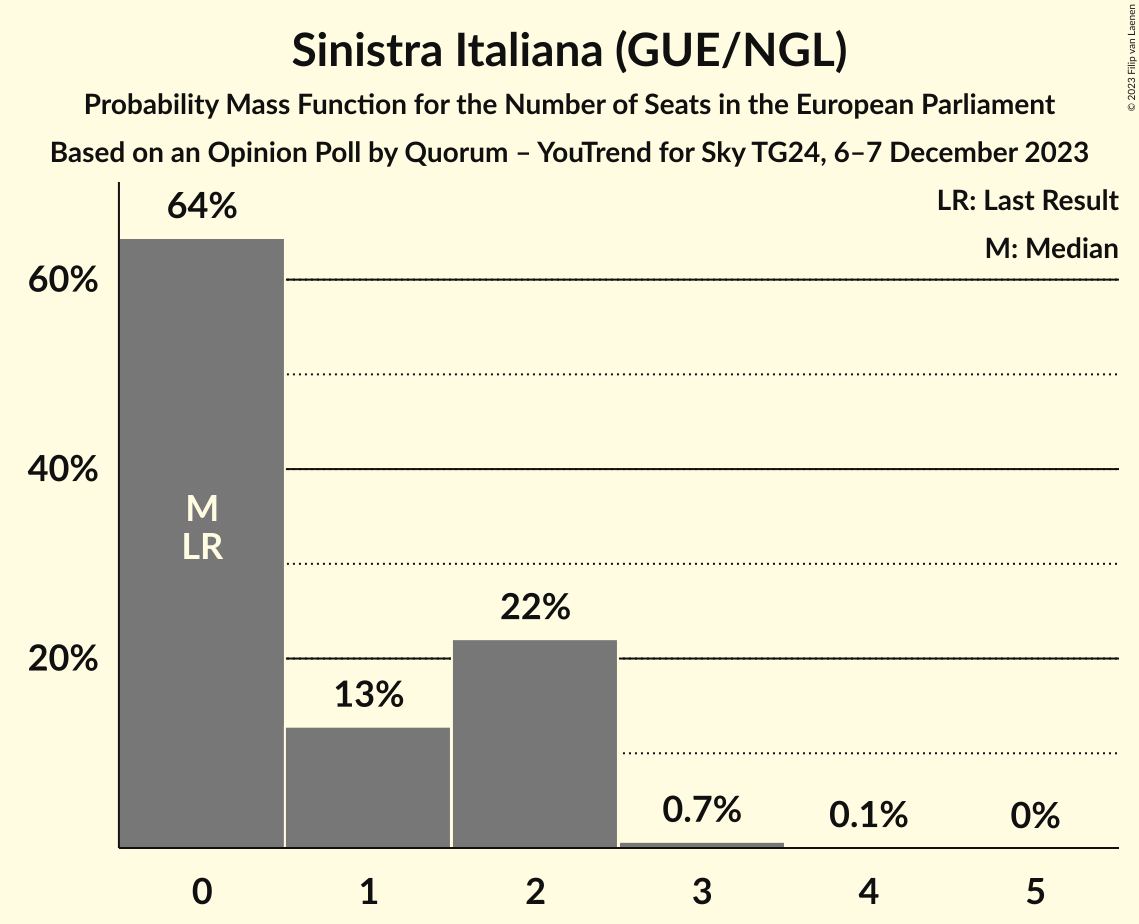 Sinistra Italiana (GUE/NGL)
Probability Mass Function for the Number of Seats in the European Parliament
Based on an Opinion Poll by Quorum – YouTrend for Sky TG24, 6–7 December 2023
© 2023 Filip van Laenen
LR: Last Result
M: Median
64%
60%
40%
M
LR
22%
20%
13%
0.7%
0.1%
0%
0 1 2 3 4 5